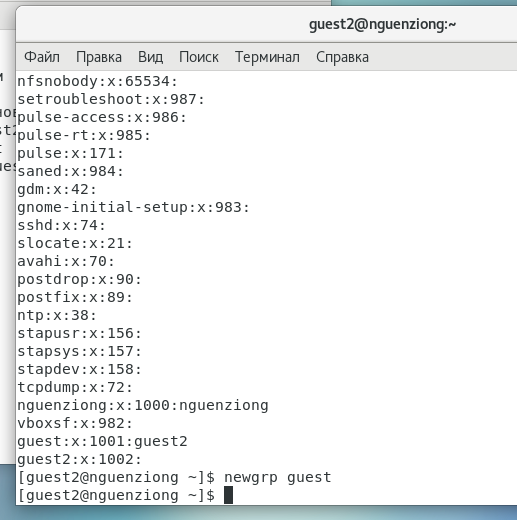 guest2@nguenziong:~
Файл Правка Вид Поиск Терминал Справка
nfsnobody:x:65534:
setroubleshoot:x:987:
pulse-access:x:986:
pulse-rt:x:985:
pulse:x:171:
saned:x:984:
gdm:x:42:
gnome-initial-setup:x:983:
sshd:x:74:
slocate:x:21:
avahi:x:70:
postdrop:x:90:
postfix:x:89:
ntp:x:38:
stapusr:x:156:
stapsys:x:157:
stapdev:x:158:
tcpdump:x:72:
nguenziong:x:1000:nguenziong
vboxsf:x:982:
guest:x:1001:guest2
guest2:x:1002:
[guest2@nguenziong ~]$ newgrp guest
[guest2@nguenziong ~]$